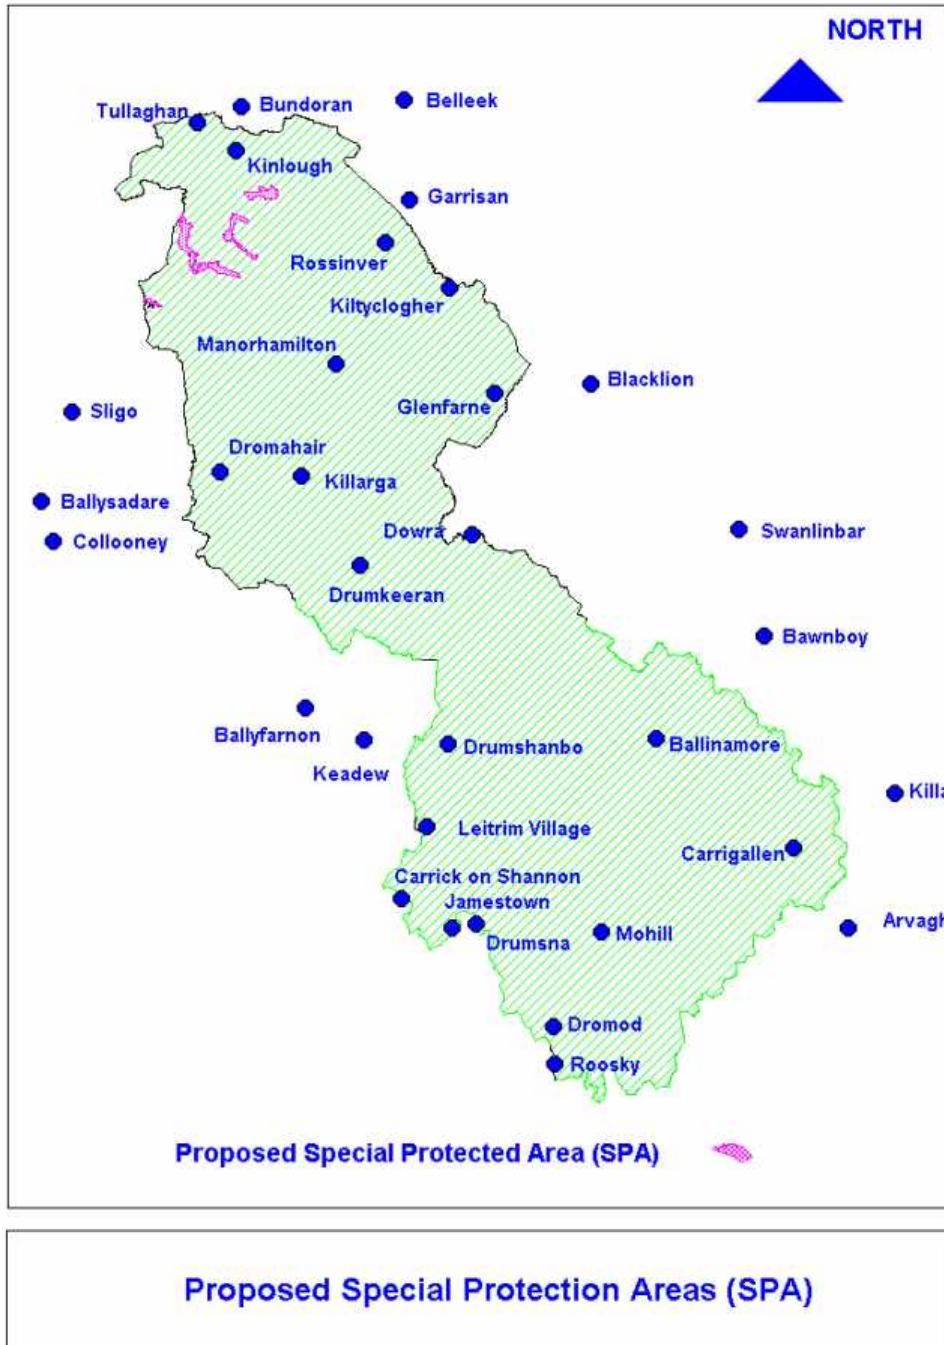 NORTH
Belleek
Bundoran
Tullaghan
Kinlough
Garrisan
Rossinver
Kiltyclogher
Manorhamilton
Blacklion
Glenfarne
Sligo
Dromahair
Killarga
Ballysadare
Dowra
Swanlinbar
Collooney
Drumkeeran
Bawnboy
Ballyfarnon
Drumshanbo
Ballinamore
Keadew
Killa
Leitrim Village
Carrigallen
Carrick on Shannon
Jamestown
Arvagh
Drumsna
Mohill
Dromod
Roosky
Proposed Special Protected Area (SPA)
Proposed Special Protection Areas (SPA)